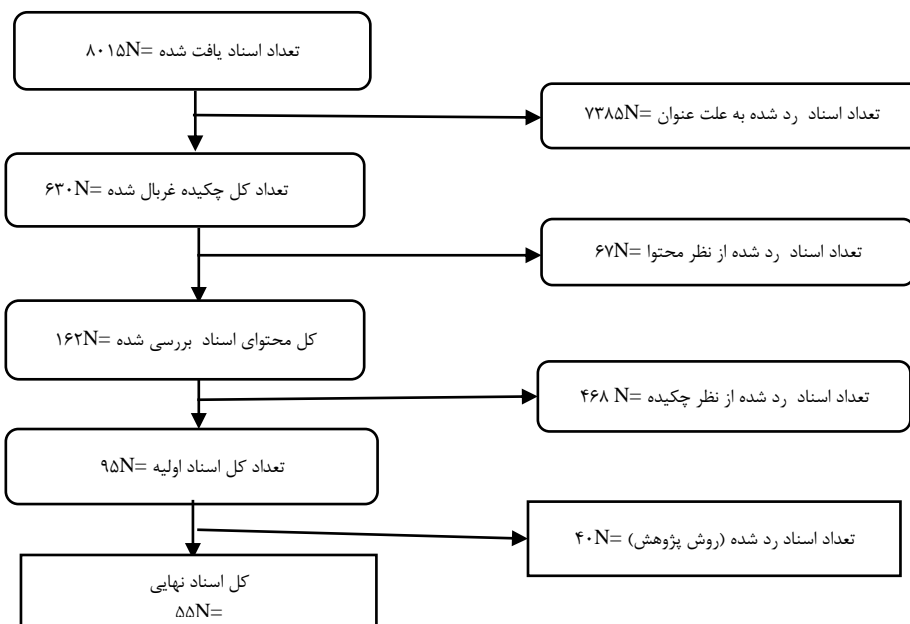 تعداد اسناد یافت شده =۸۰۱۵N
تعداد اسناد رد شده به علت عنوان =۷۳۸۵N
تعداد کل چکیده غربال شده =۶۳۰N
تعداد اسناد رد شده از نظر محتوا =۶۷N
کل محتوای اسناد بررسی شده =۱۶۲N
تعداد اسناد رد شده از نظر چکیده =۴۶۸ N
تعداد کل اسناد اولیه =۹۵N
تعداد اسناد رد شده (روش پژوهش) =۴۰N
کل اسناد نهایی
=۵۵N